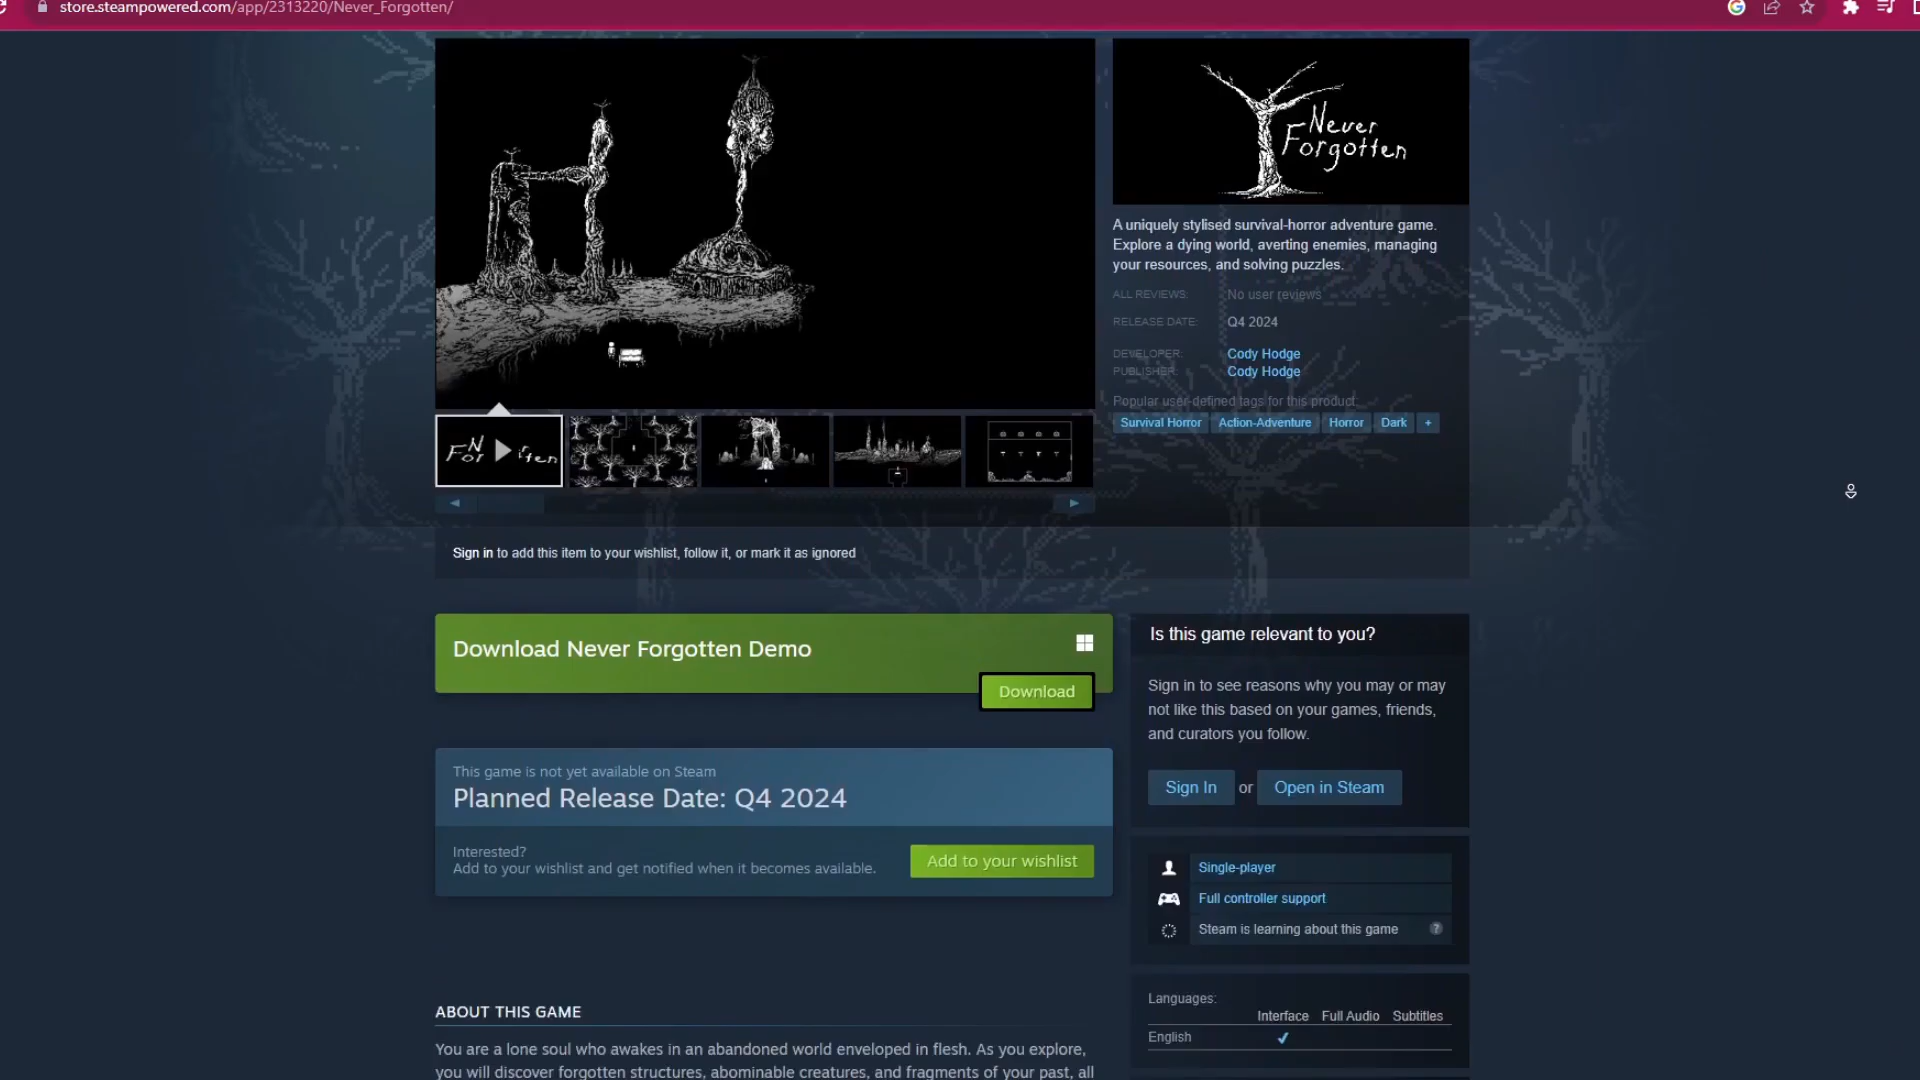 store.steampowered.com/app/2313220/Never_Forgotten/
Never
Forgotten
A uniquely stylised survival-horror adventure game.
Explore a dying world, averting enemies, managing
your resources, and solving puzzles.
ALL REVIEWS: No user reviews
RELEASE DATE: Q4 2024
DEVELOPER: Cody Hodge
PUBLISHER: Cody Hodge
Popular user-defined tags for this product:
Survival Horror Action-Adventure Horror Dark +
Sign in to add this item to your wishlist, follow it, or mark it as ignored
Download Never Forgotten Demo
Download
This game is not yet available on Steam
Planned Release Date: Q4 2024
Interested?
Add to your wishlist and get notified when it becomes available.
Add to your wishlist
Is this game relevant to you?
Sign in to see reasons why you may or may
not like this based on your games, friends,
and curators you follow.
Sign In or Open in Steam
Single-player
Full controller support
Steam is learning about this game ?
Languages:
Interface Full Audio Subtitles
English
ABOUT THIS GAME
You are a lone soul who awakes in an abandoned world enveloped in flesh. As you explore,
you will discover forgotten structures, abominable creatures, and fragments of your past, all